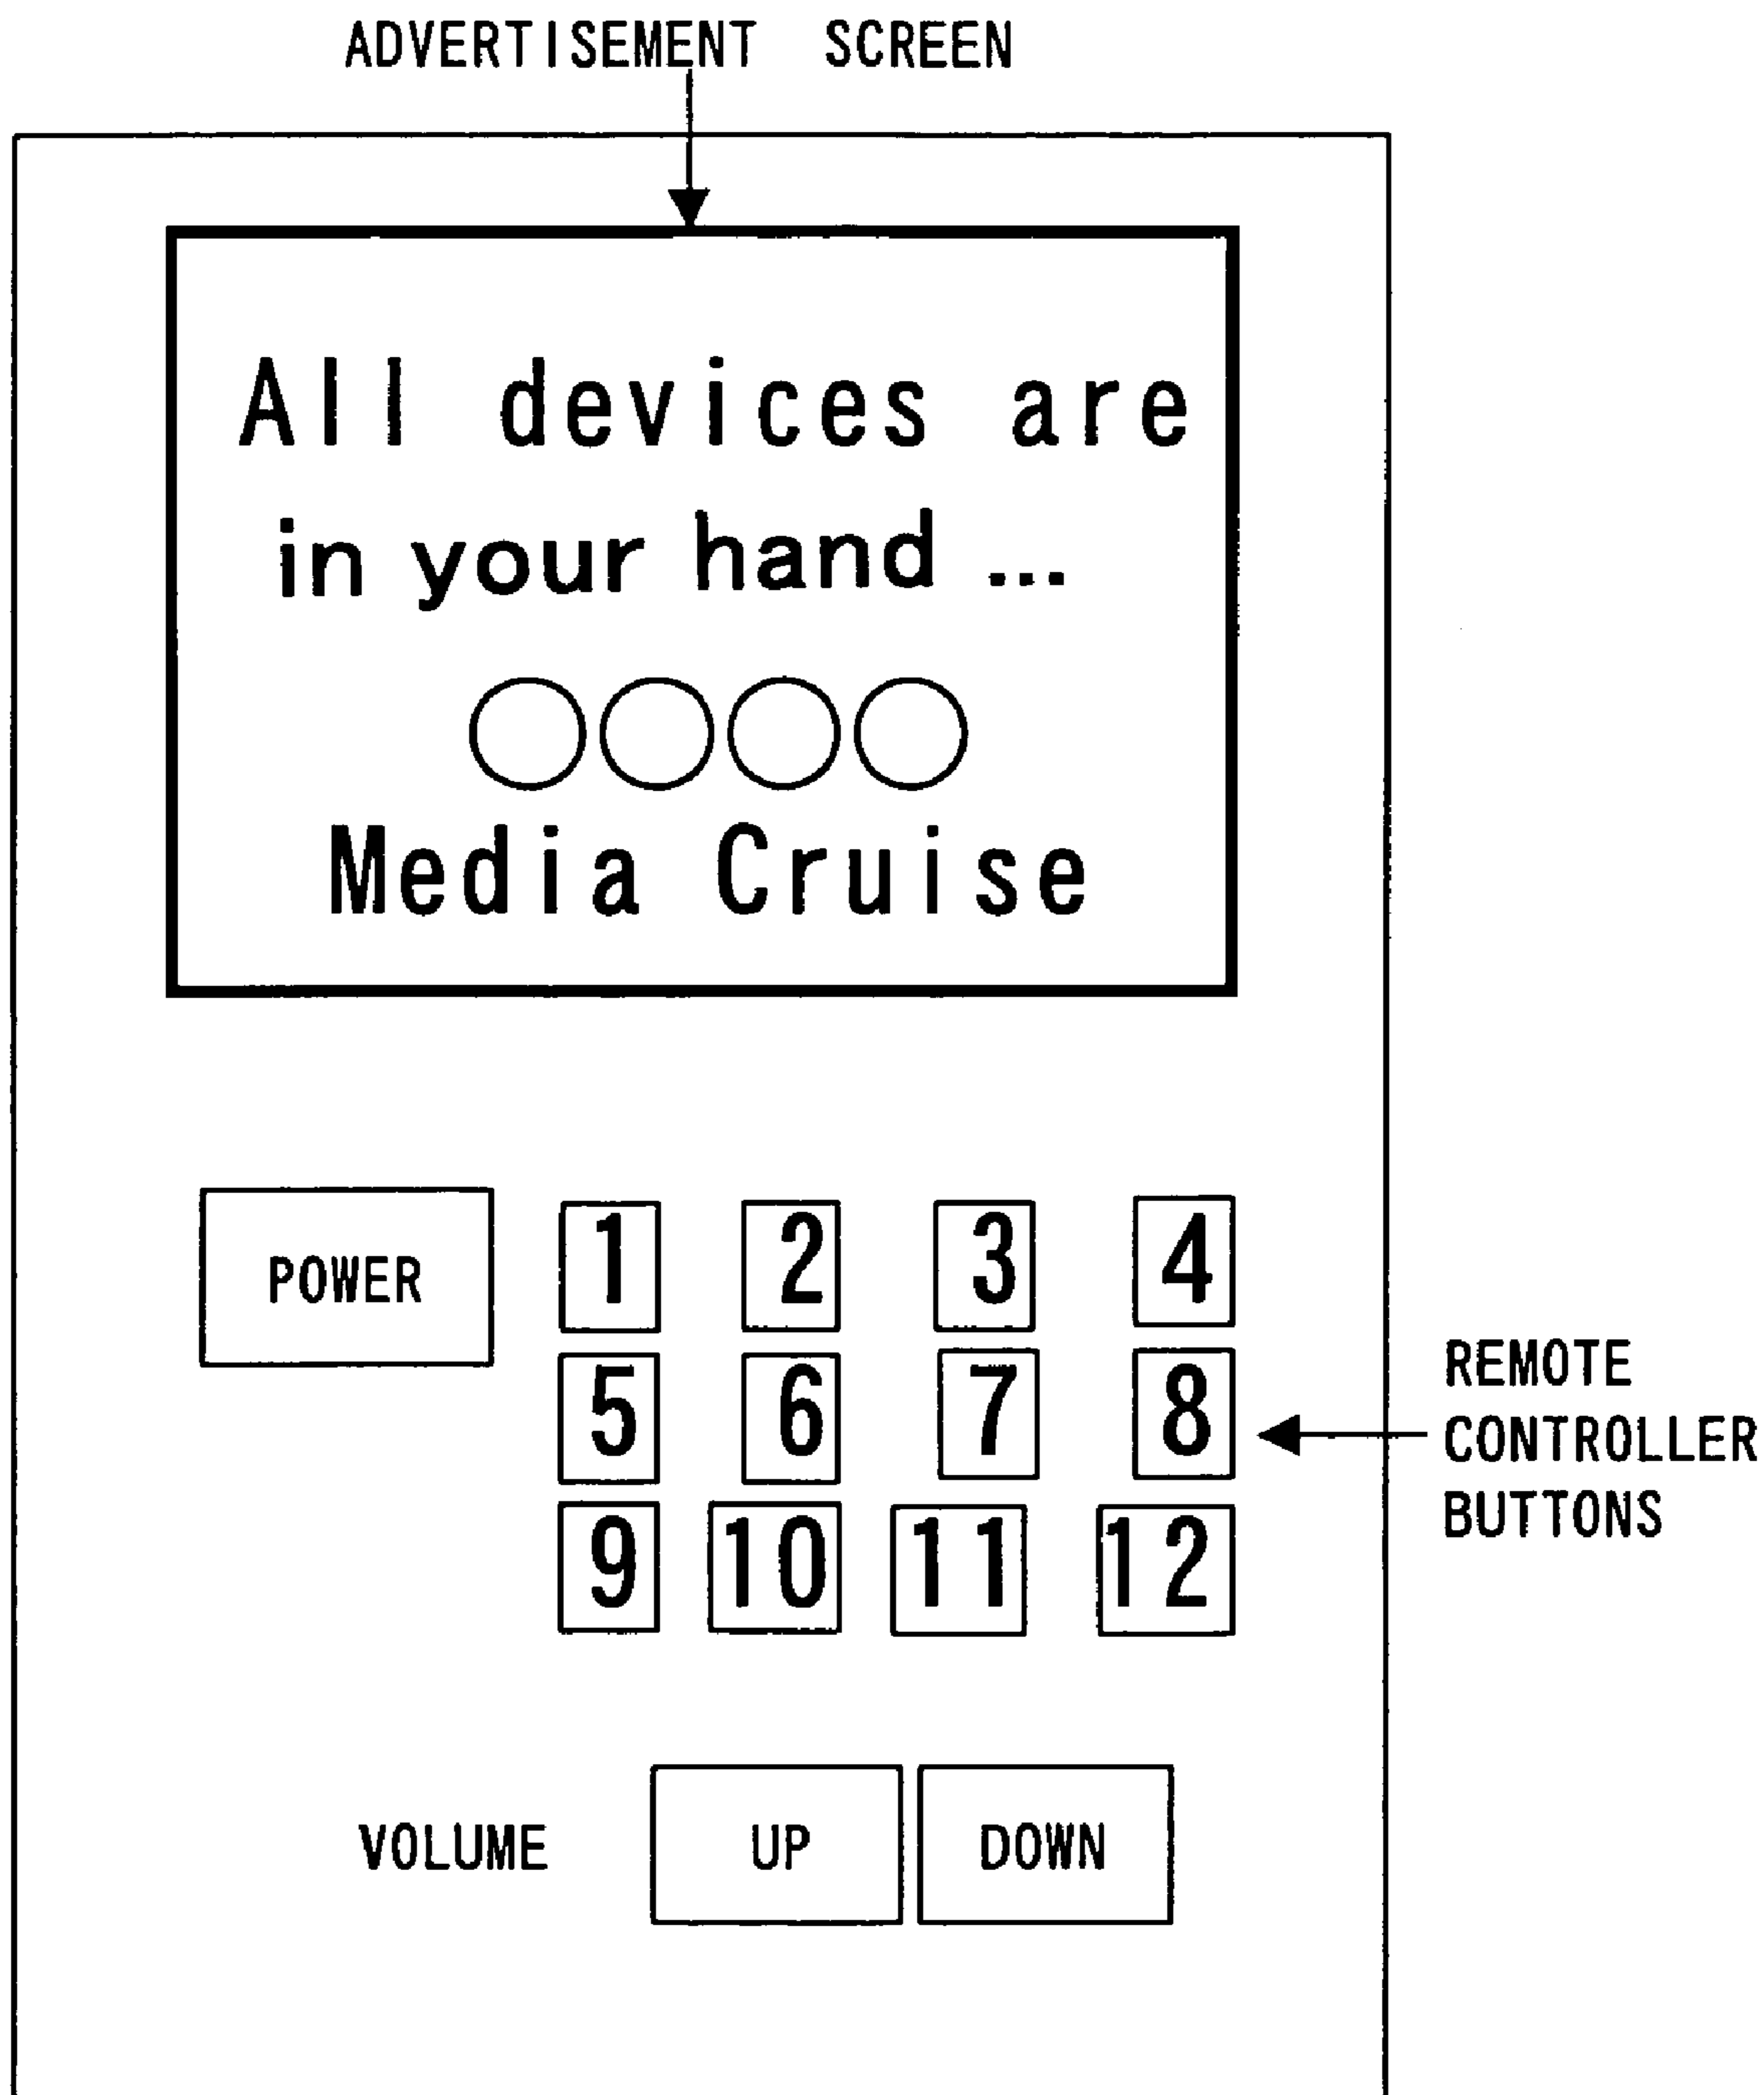 ADVERTISEMENT SCREEN
All devices are
in your hand ...
○○○○
Media Cruise
POWER 1 2 3 4
5 6 7 8
9 10 11 12
REMOTE
CONTROLLER
BUTTONS
VOLUME UP DOWN